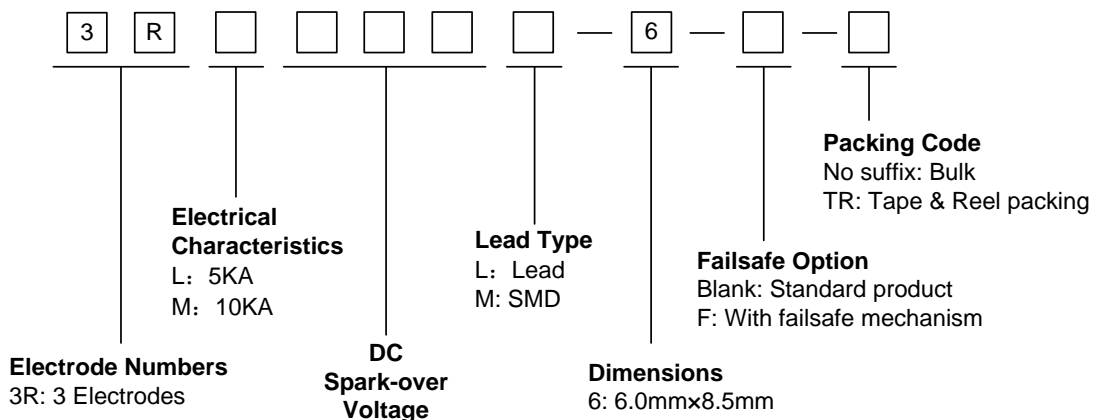 3 R — 6 — —
Packing Code
No suffix: Bulk
TR: Tape & Reel packing
Electrical
Characteristics
L：5KA
M：10KA
Lead Type
L：Lead
M: SMD
Failsafe Option
Blank: Standard product
F: With failsafe mechanism
Electrode Numbers
3R: 3 Electrodes
DC
Spark-over
Voltage
Dimensions
6: 6.0mm×8.5mm